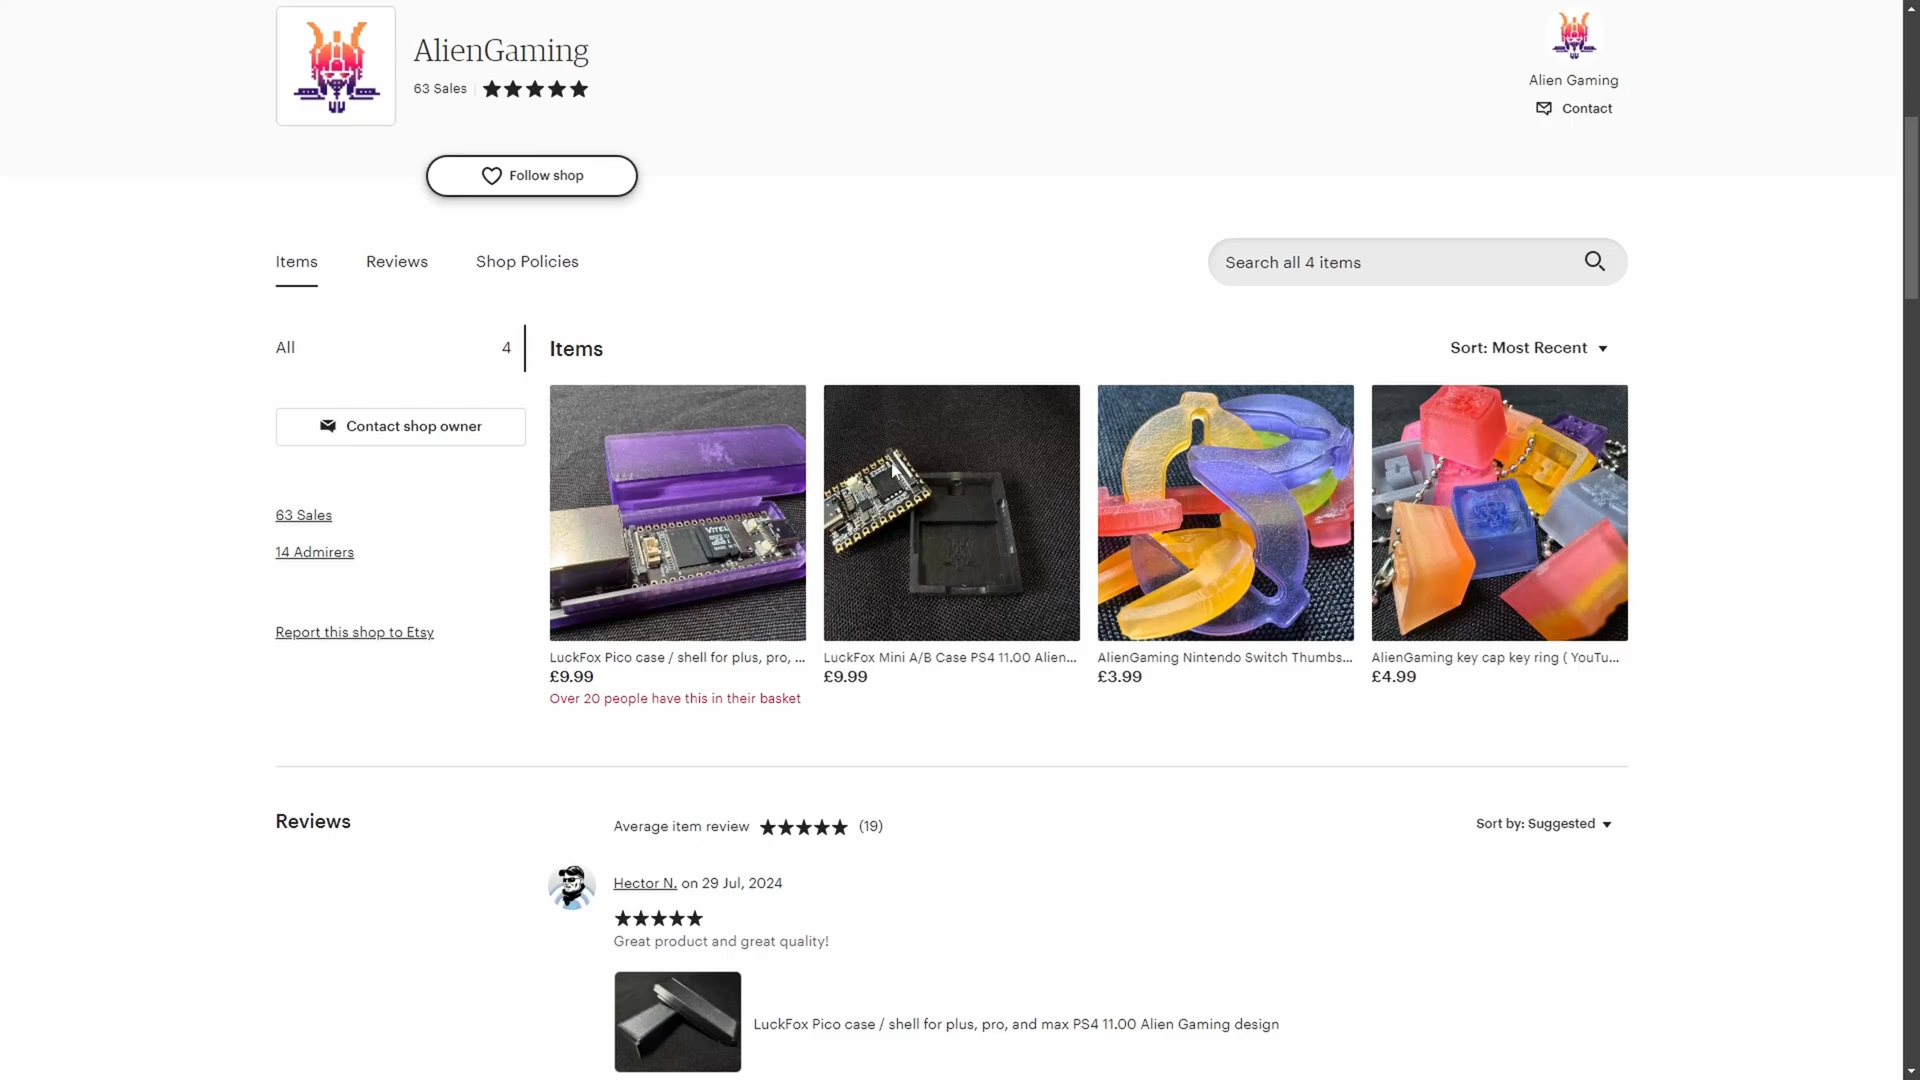 AlienGaming
63 Sales
Alien Gaming
Contact
Follow shop
Items
Reviews
Shop Policies
Search all 4 items
All 4
Items
Sort: Most Recent
Contact shop owner
63 Sales
14 Admirers
Report this shop to Etsy
LuckFox Pico case / shell for plus, pro, ...
£9.99
Over 20 people have this in their basket
LuckFox Mini A/B Case PS4 11.00 Alien...
£9.99
AlienGaming Nintendo Switch Thumbs...
£3.99
AlienGaming key cap key ring ( YouTu...
£4.99
Reviews
Average item review (19)
Sort by: Suggested
Hector N. on 29 Jul, 2024
Great product and great quality!
LuckFox Pico case / shell for plus, pro, and max PS4 11.00 Alien Gaming design